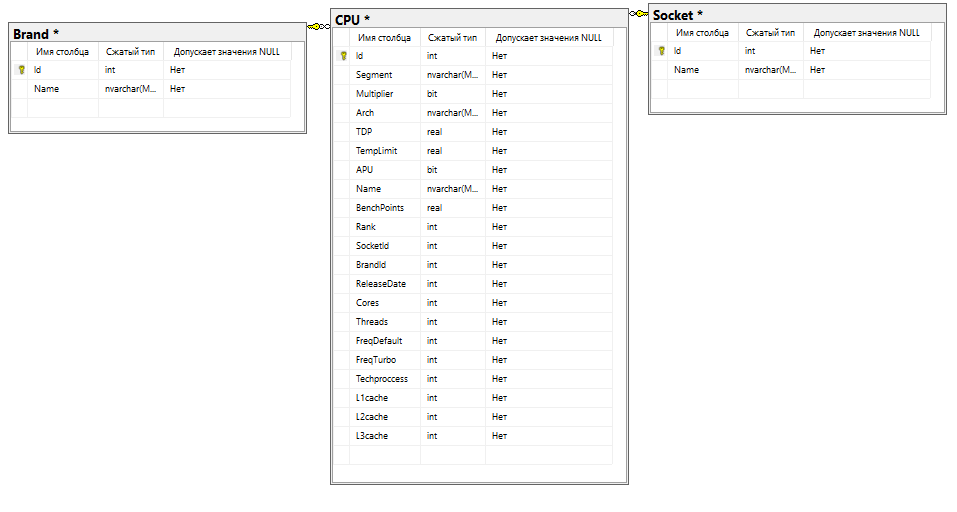 Brand *
Имя столбца Сжатый тип Допускает значения NULL
Id int Нет
Name nvarchar(M... Нет
CPU *
Имя столбца Сжатый тип Допускает значения NULL
Id int Нет
Segment nvarchar(M... Нет
Multiplier bit Нет
Arch nvarchar(M... Нет
TDP real Нет
TempLimit real Нет
APU bit Нет
Name nvarchar(M... Нет
BenchPoints real Нет
Rank int Нет
SocketId int Нет
BrandId int Нет
ReleaseDate int Нет
Cores int Нет
Threads int Нет
FreqDefault int Нет
FreqTurbo int Нет
Techproccess int Нет
L1cache int Нет
L2cache int Нет
L3cache int Нет
Socket *
Имя столбца Сжатый тип Допускает значения NULL
Id int Нет
Name nvarchar(M... Нет